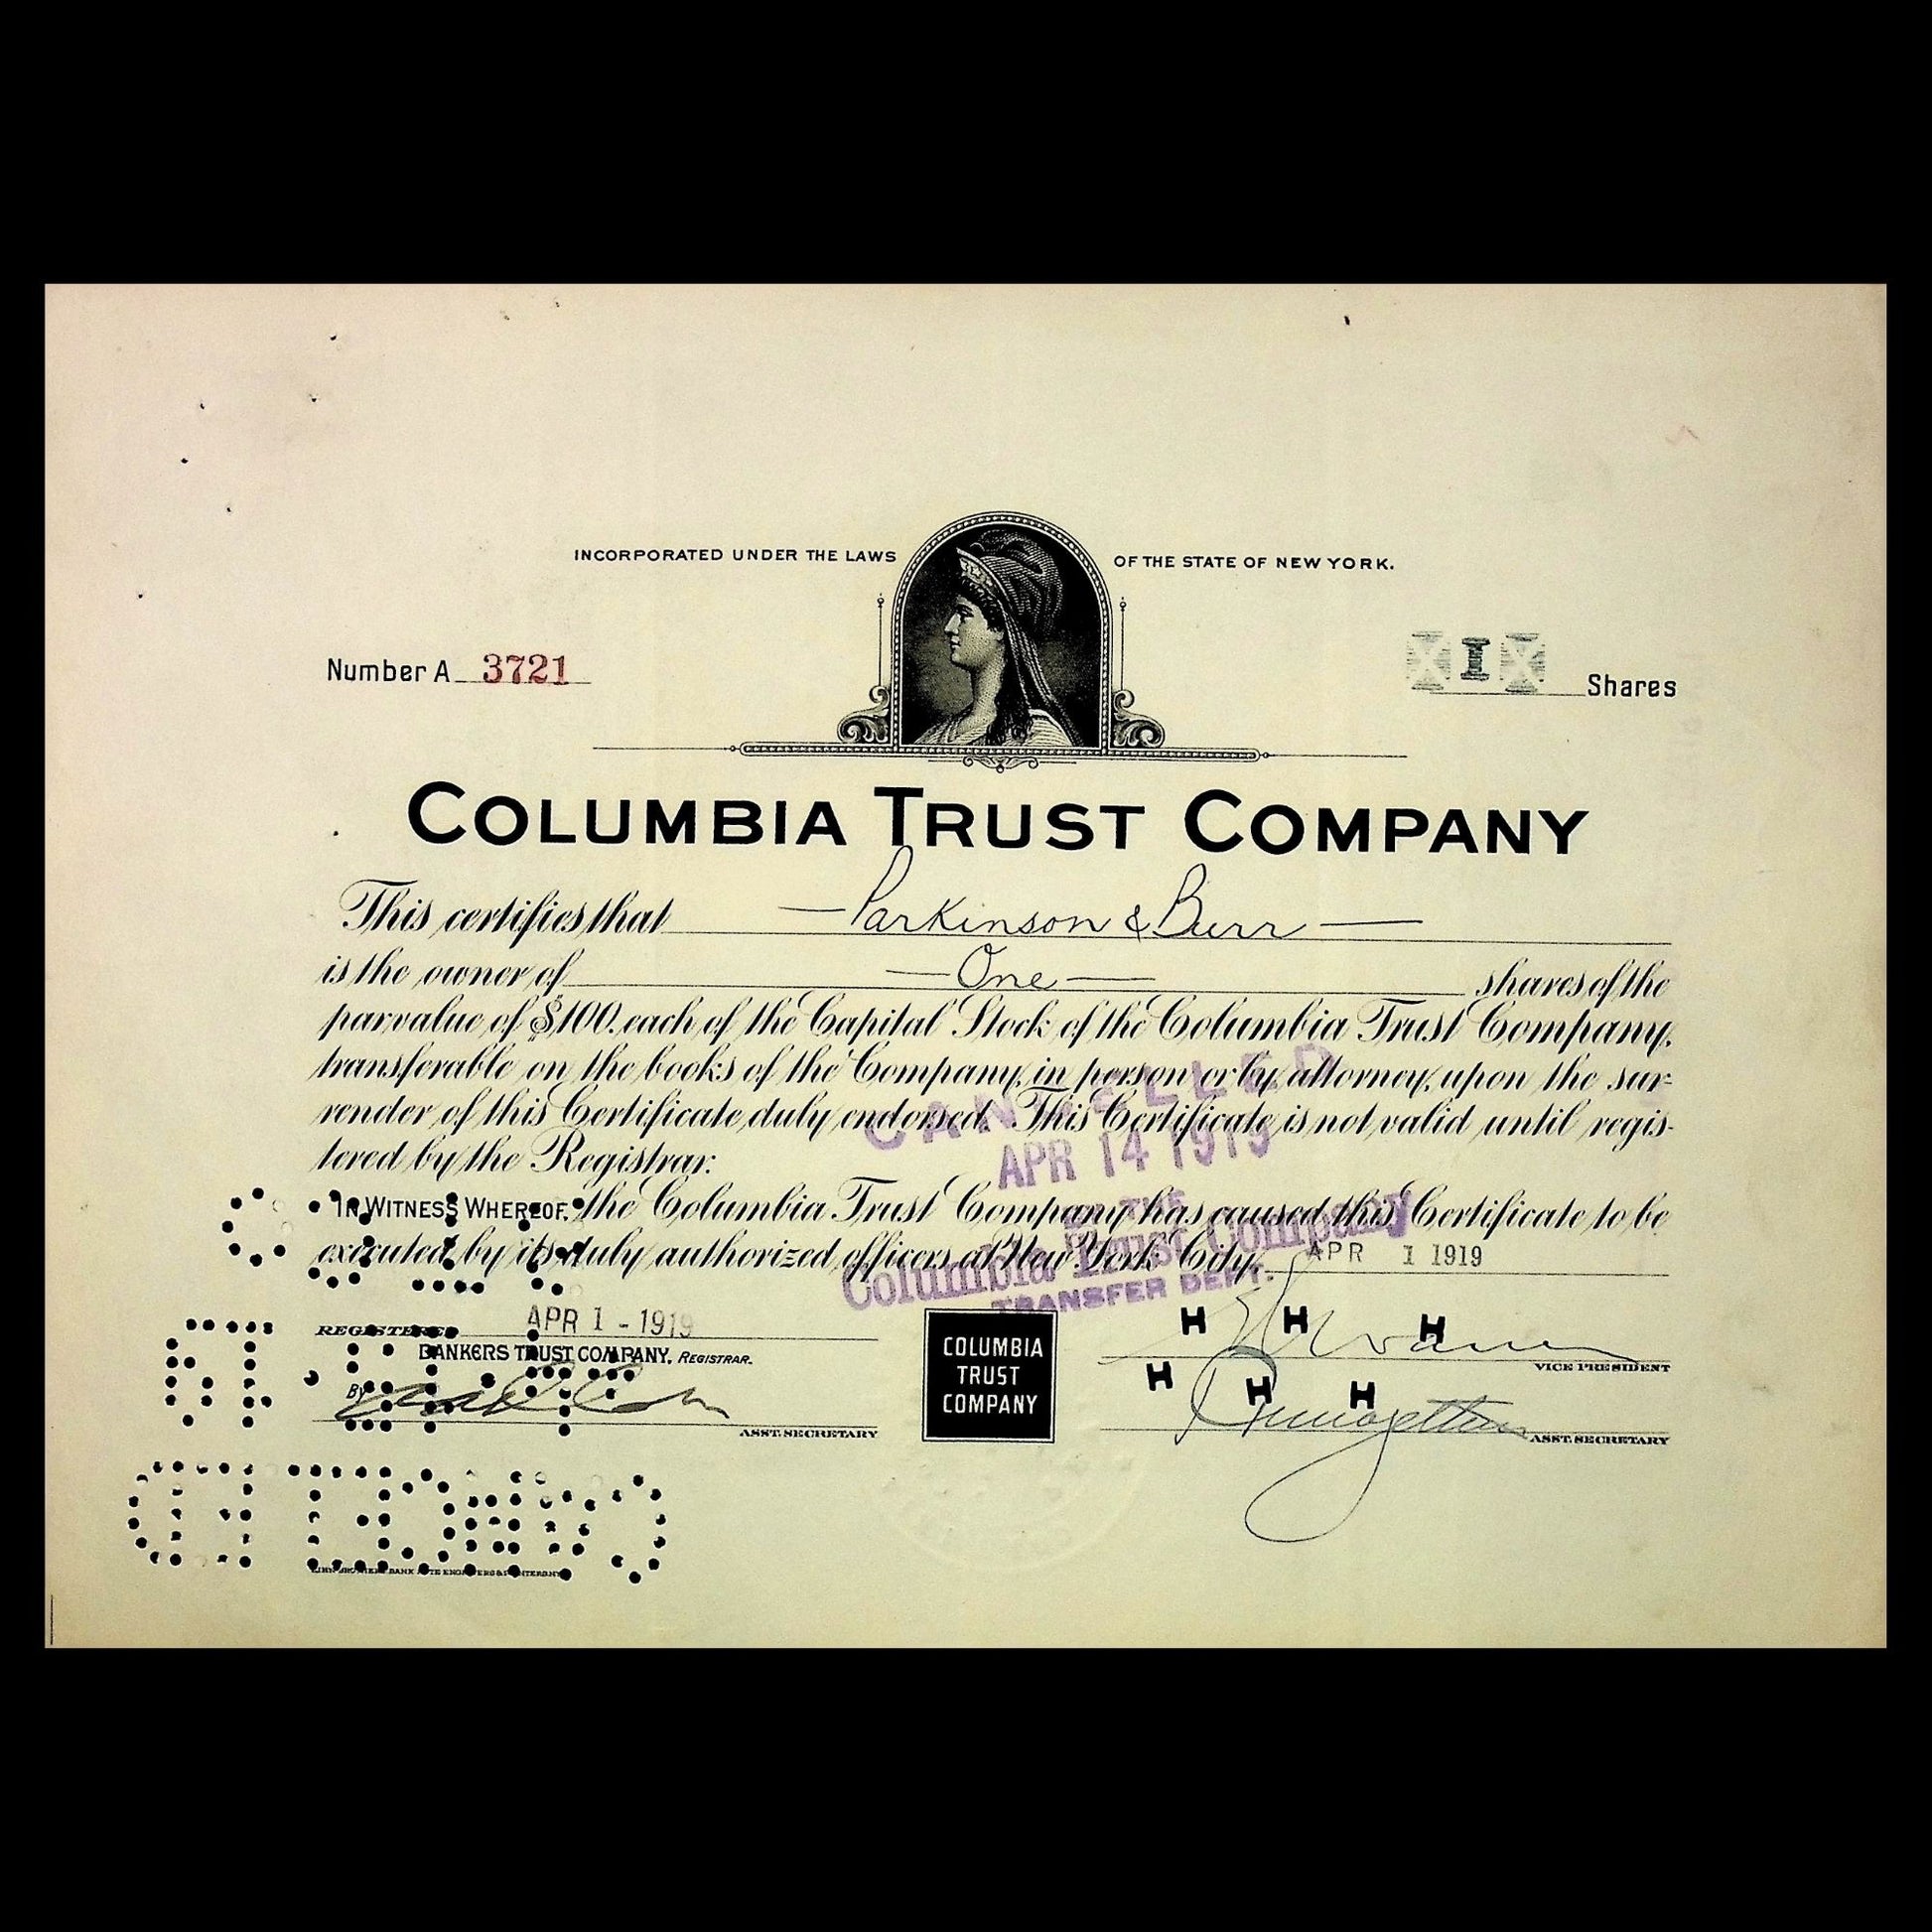 INCORPORATED UNDER THE LAWS OF THE STATE OF NEW YORK.
Number A 3721
XIX Shares
COLUMBIA TRUST COMPANY
This certifies that — Parkinson & Burr —
is the owner of — One — shares of the
par value of $100. each of the Capital Stock of the Columbia Trust Company,
transferable on the books of the Company, in person or by attorney, upon the sur-
render of this Certificate duly endorsed. This Certificate is not valid until regis-
tered by the Registrar.
CANCELLED
APR 14 1919
IN WITNESS WHEREOF, the Columbia Trust Company has caused this Certificate to be
executed by its duly authorized officers at New York City, APR 1 1919
THE
Columbia Trust Company
TRANSFER DEPT.
REGISTERED APR 1 - 1919
BANKERS TRUST COMPANY, REGISTRAR.
By
ASST. SECRETARY
COLUMBIA
TRUST
COMPANY
H H H
VICE PRESIDENT
H H H
ASST. SECRETARY